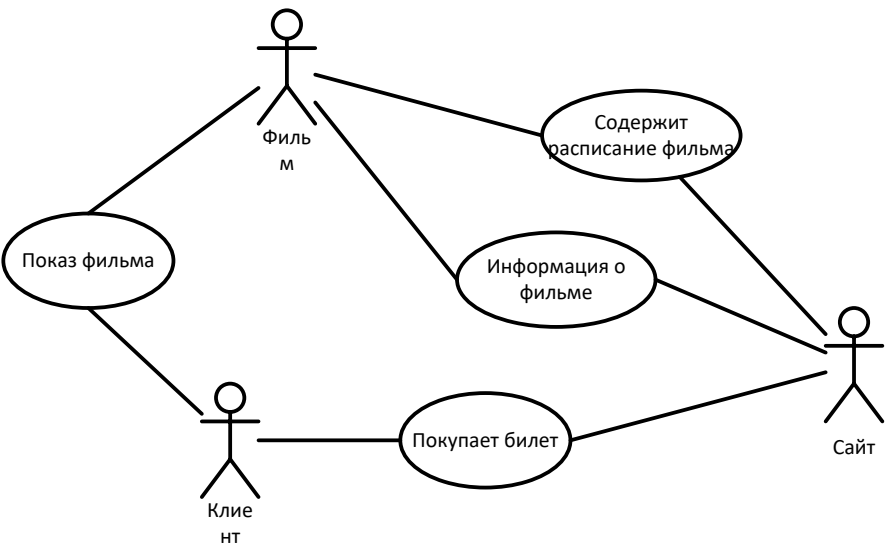 Филь
м
Содержит
расписание фильма
Показ фильма
Информация о
фильме
Покупает билет
Сайт
Клие
нт